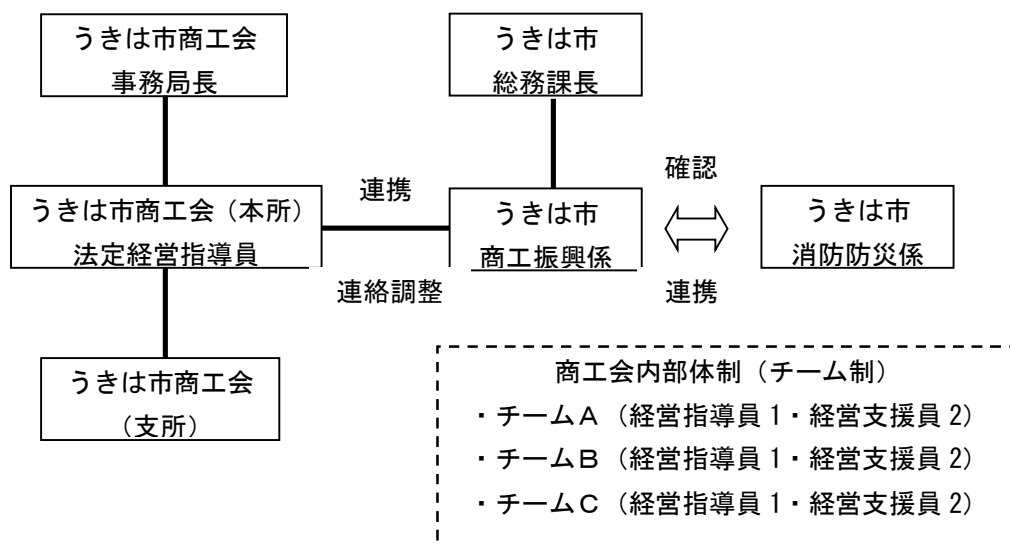 うきは市商工会
事務局長
うきは市
総務課長
確認
連携
うきは市商工会（本所）
法定経営指導員
うきは市
商工振興係
うきは市
消防防災係
連絡調整
連携
うきは市商工会
（支所）
商工会内部体制（チーム制）
・チームＡ（経営指導員1・経営支援員2）
・チームＢ（経営指導員1・経営支援員2）
・チームＣ（経営指導員1・経営支援員2）